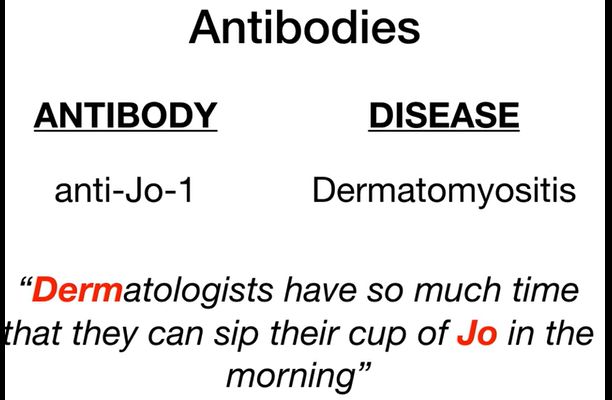 Antibodies
ANTIBODY DISEASE
anti-Jo-1 Dermatomyositis
“Dermatologists have so much time
that they can sip their cup of Jo in the
morning”